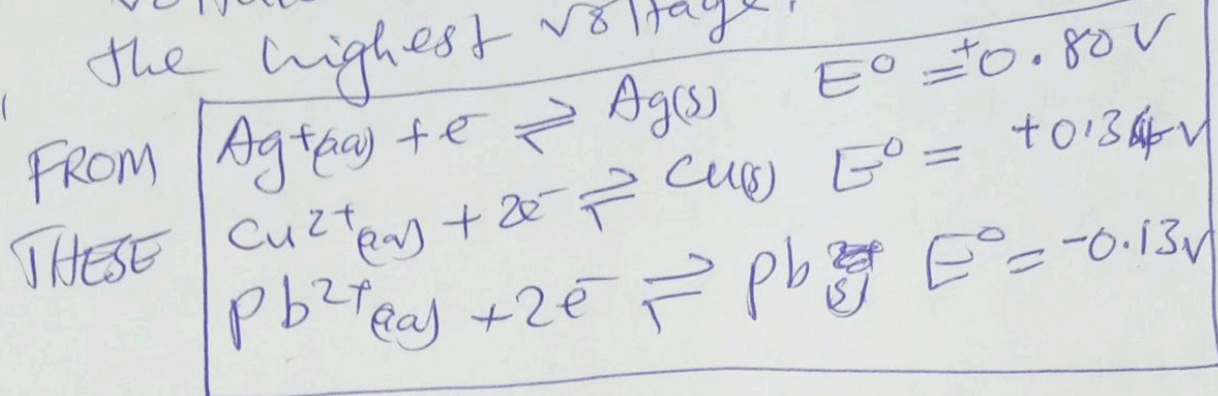 the highest voltage.
FROM THESE
Ag+(aq) + e- ⇌ Ag(s) E° = +0.80V
Cu2+(aq) + 2e- ⇌ Cu(s) E° = +0.34V
Pb2+(aq) + 2e- ⇌ Pb(s) E° = -0.13V